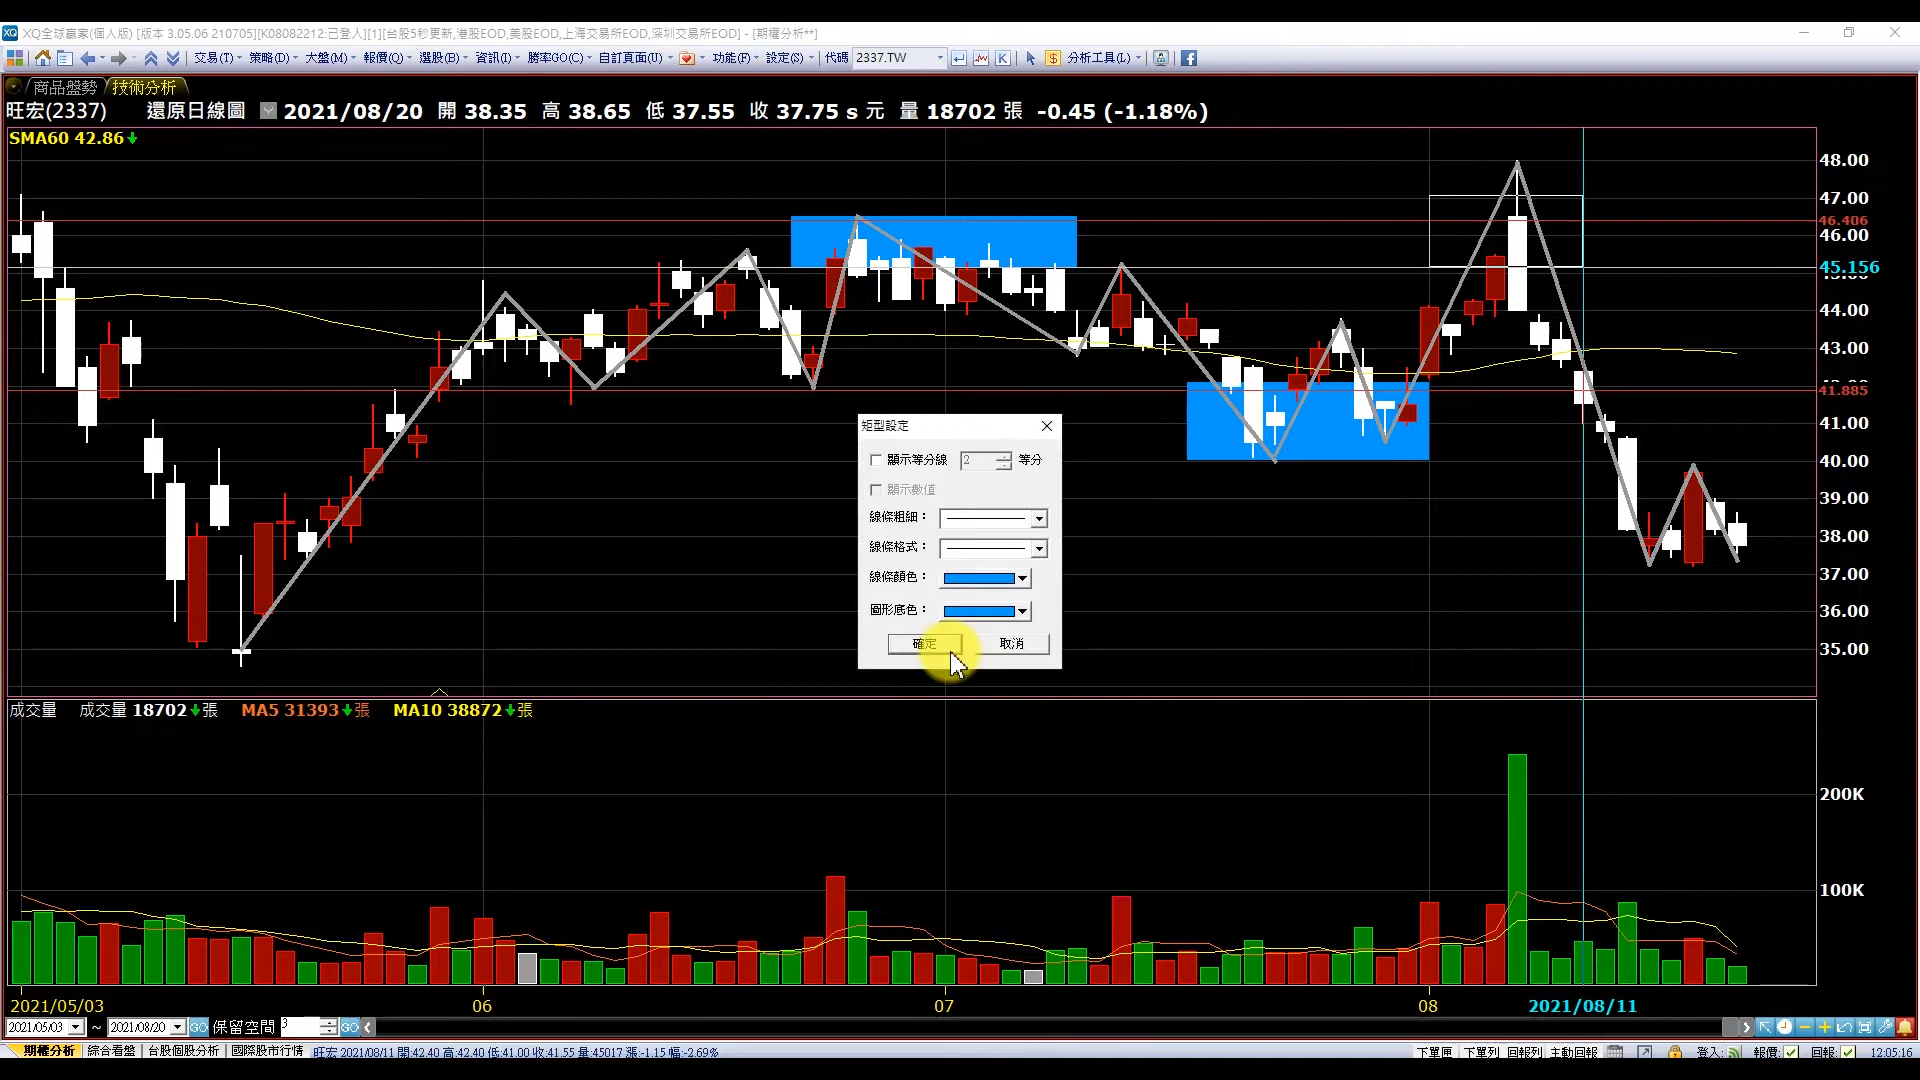 XQ全球贏家(個人版) [版本 3.05.06 210705][K08082212:已登入][1][台股5秒更新,港股EOD,美股EOD,上海交易所EOD,深圳交易所EOD] - [期權分析**]
交易(T) 策略(D) 大盤(M) 報價(Q) 選股(B) 資訊(I) 勝率GO(C) 自訂頁面(U) 功能(F) 設定(S) 代碼 2337.TW K $ 分析工具(L)
商品盤勢 技術分析
旺宏(2337) 還原日線圖 2021/08/20 開 38.35 高 38.65 低 37.55 收 37.75 s 元 量 18702 張 -0.45 (-1.18%)
SMA60 42.86
48.00
47.00
46.406
46.00
45.156
44.00
43.00
41.885
41.00
40.00
39.00
38.00
37.00
36.00
35.00
矩型設定
顯示等分線 2 等分
顯示數值
線條粗細：
線條格式：
線條顏色：
圖形底色：
確定 取消
成交量 成交量 18702 張 MA5 31393 張 MA10 38872 張
200K
100K
2021/05/03 06 07 08 2021/08/11
2021/05/03 ~ 2021/08/20 GO 保留空間 3 GO
期權分析 綜合看盤 台股個股分析 國際股市行情 旺宏 2021/08/11 開:42.40 高:42.40 低:41.00 收:41.55 量:45017 漲:-1.15 幅:-2.69% 下單匣 下單列 回報列 主動回報 登入: 報價: 回報: 12:05:16